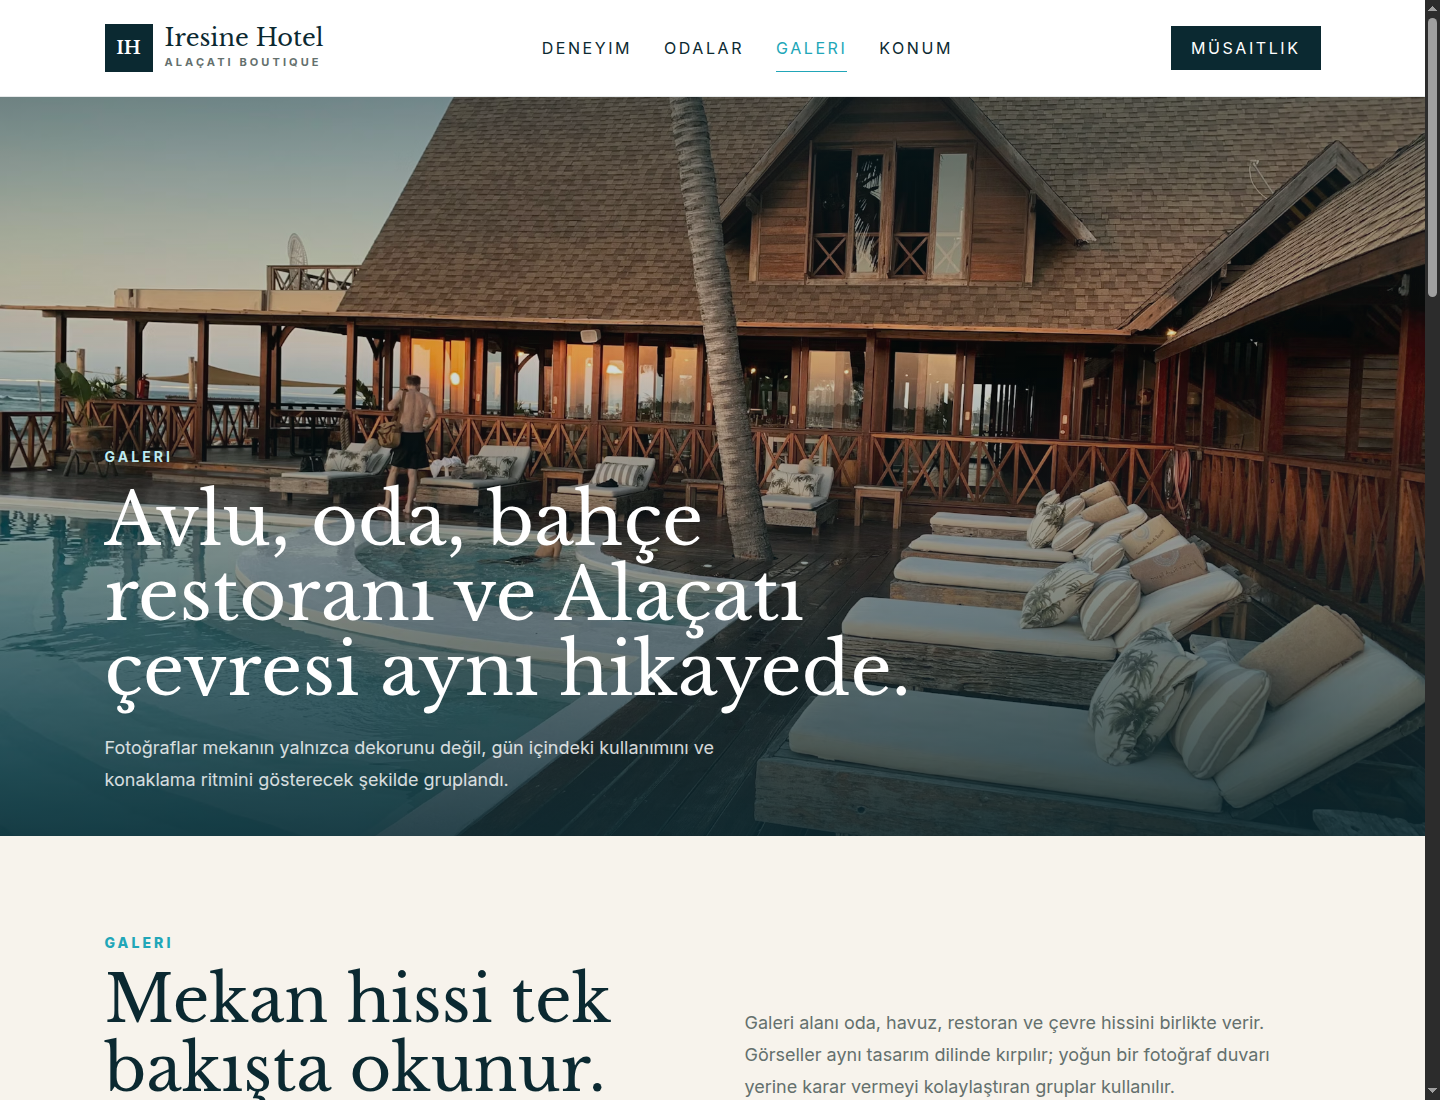 IH
Iresine Hotel
ALAÇATI BOUTIQUE
DENEYIM
ODALAR
GALERI
KONUM
MÜSAITLIK
GALERI
Avlu, oda, bahçe
restoranı ve Alaçatı
çevresi aynı hikayede.
Fotoğraflar mekanın yalnızca dekorunu değil, gün içindeki kullanımını ve
konaklama ritmini gösterecek şekilde gruplandı.
GALERI
Mekan hissi tek
bakışta okunur.
Galeri alanı oda, havuz, restoran ve çevre hissini birlikte verir.
Görseller aynı tasarım dilinde kırpılır; yoğun bir fotoğraf duvarı
yerine karar vermeyi kolaylaştıran gruplar kullanılır.